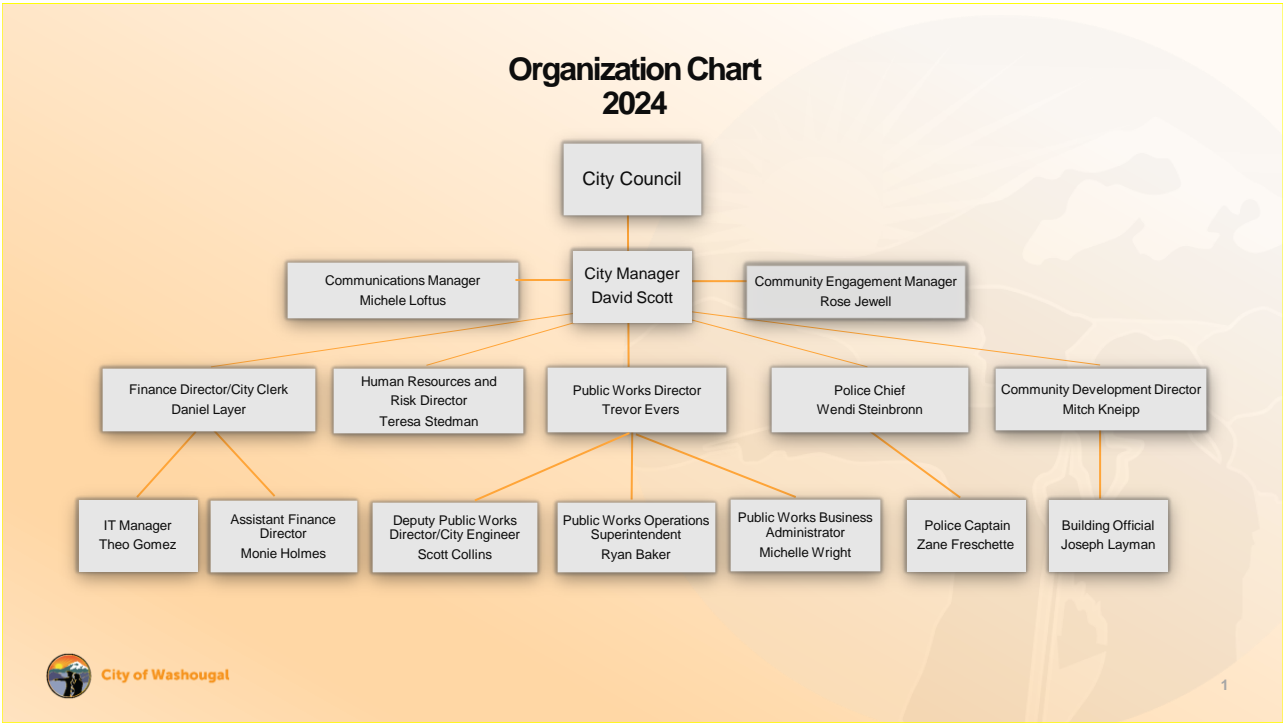 Organization Chart
2024
City Council
City Manager
David Scott
Communications Manager
Michele Loftus
Community Engagement Manager
Rose Jewell
Finance Director/City Clerk
Daniel Layer
Human Resources and
Risk Director
Teresa Stedman
Public Works Director
Trevor Evers
Police Chief
Wendi Steinbronn
Community Development Director
Mitch Kneipp
IT Manager
Theo Gomez
Assistant Finance
Director
Monie Holmes
Deputy Public Works
Director/City Engineer
Scott Collins
Public Works Operations
Superintendent
Ryan Baker
Public Works Business
Administrator
Michelle Wright
Police Captain
Zane Freschette
Building Official
Joseph Layman
City of Washougal
1